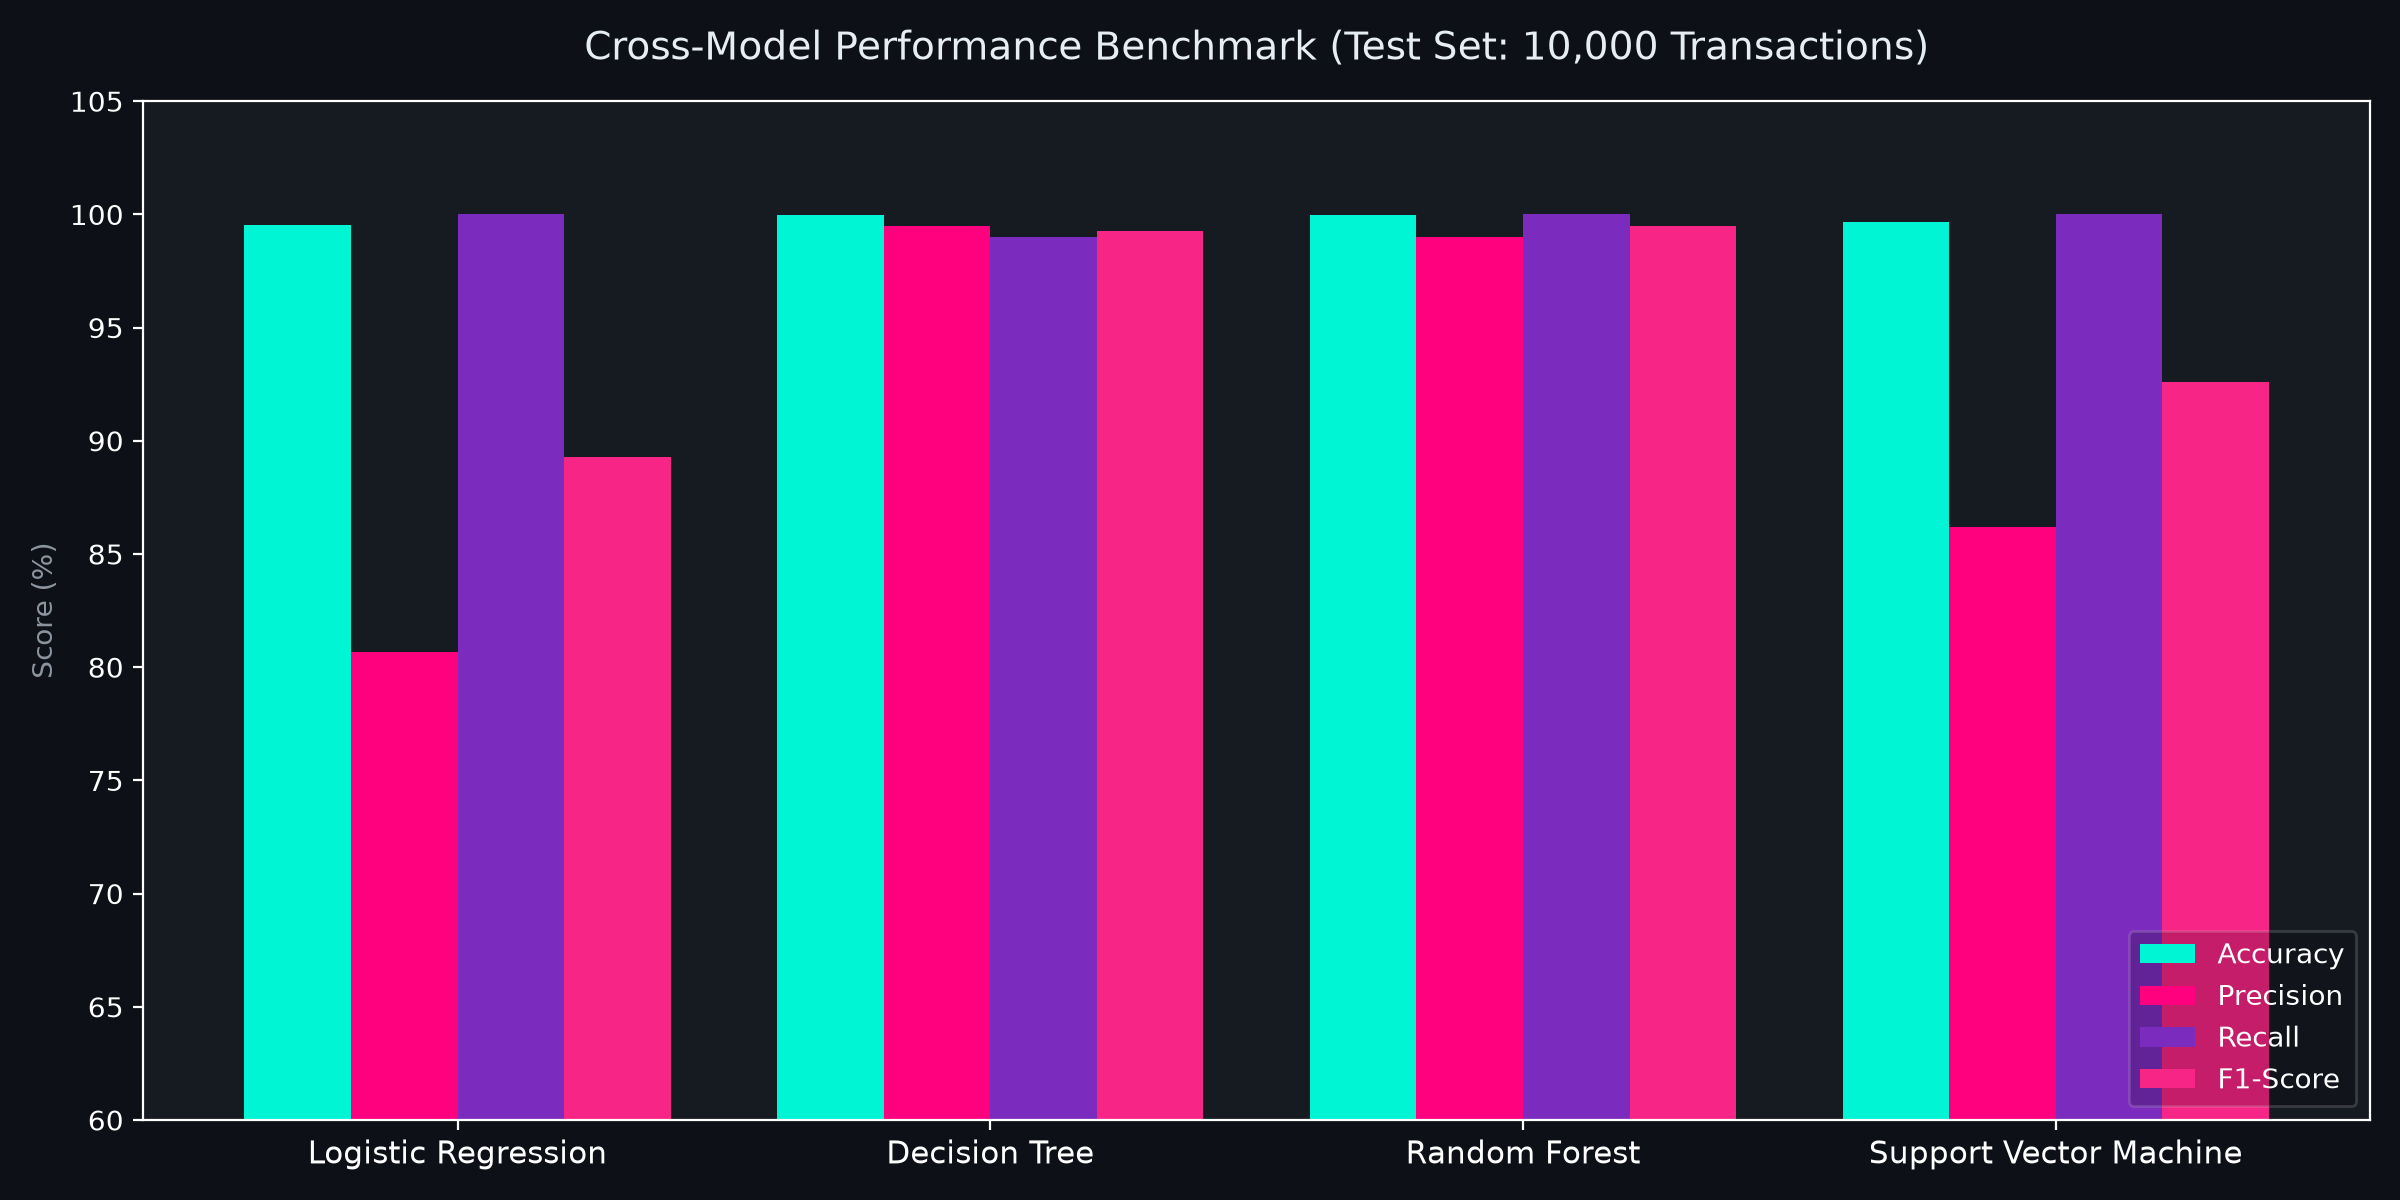 Cross-Model Performance Benchmark (Test Set: 10,000 Transactions)
105
100
95
90
85
80
75
70
65
60
Score (%)
Logistic Regression
Decision Tree
Random Forest
Support Vector Machine
Accuracy
Precision
Recall
F1-Score